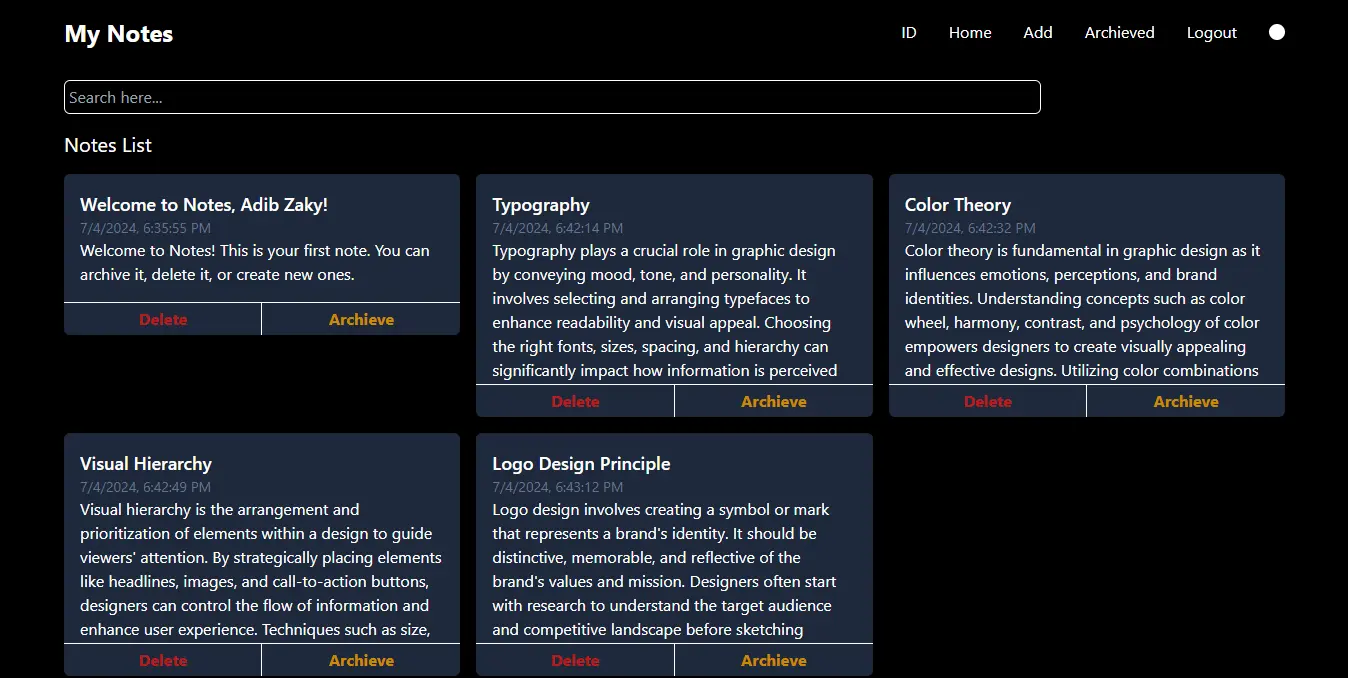 My Notes
ID Home Add Archived Logout
Search here...
Notes List
Welcome to Notes, Adib Zaky!
7/4/2024, 6:35:55 PM
Welcome to Notes! This is your first note. You can
archive it, delete it, or create new ones.
Delete Archieve
Typography
7/4/2024, 6:42:14 PM
Typography plays a crucial role in graphic design
by conveying mood, tone, and personality. It
involves selecting and arranging typefaces to
enhance readability and visual appeal. Choosing
the right fonts, sizes, spacing, and hierarchy can
significantly impact how information is perceived
Delete Archieve
Color Theory
7/4/2024, 6:42:32 PM
Color theory is fundamental in graphic design as it
influences emotions, perceptions, and brand
identities. Understanding concepts such as color
wheel, harmony, contrast, and psychology of color
empowers designers to create visually appealing
and effective designs. Utilizing color combinations
Delete Archieve
Visual Hierarchy
7/4/2024, 6:42:49 PM
Visual hierarchy is the arrangement and
prioritization of elements within a design to guide
viewers' attention. By strategically placing elements
like headlines, images, and call-to-action buttons,
designers can control the flow of information and
enhance user experience. Techniques such as size,
Delete Archieve
Logo Design Principle
7/4/2024, 6:43:12 PM
Logo design involves creating a symbol or mark
that represents a brand's identity. It should be
distinctive, memorable, and reflective of the
brand's values and mission. Designers often start
with research to understand the target audience
and competitive landscape before sketching
Delete Archieve